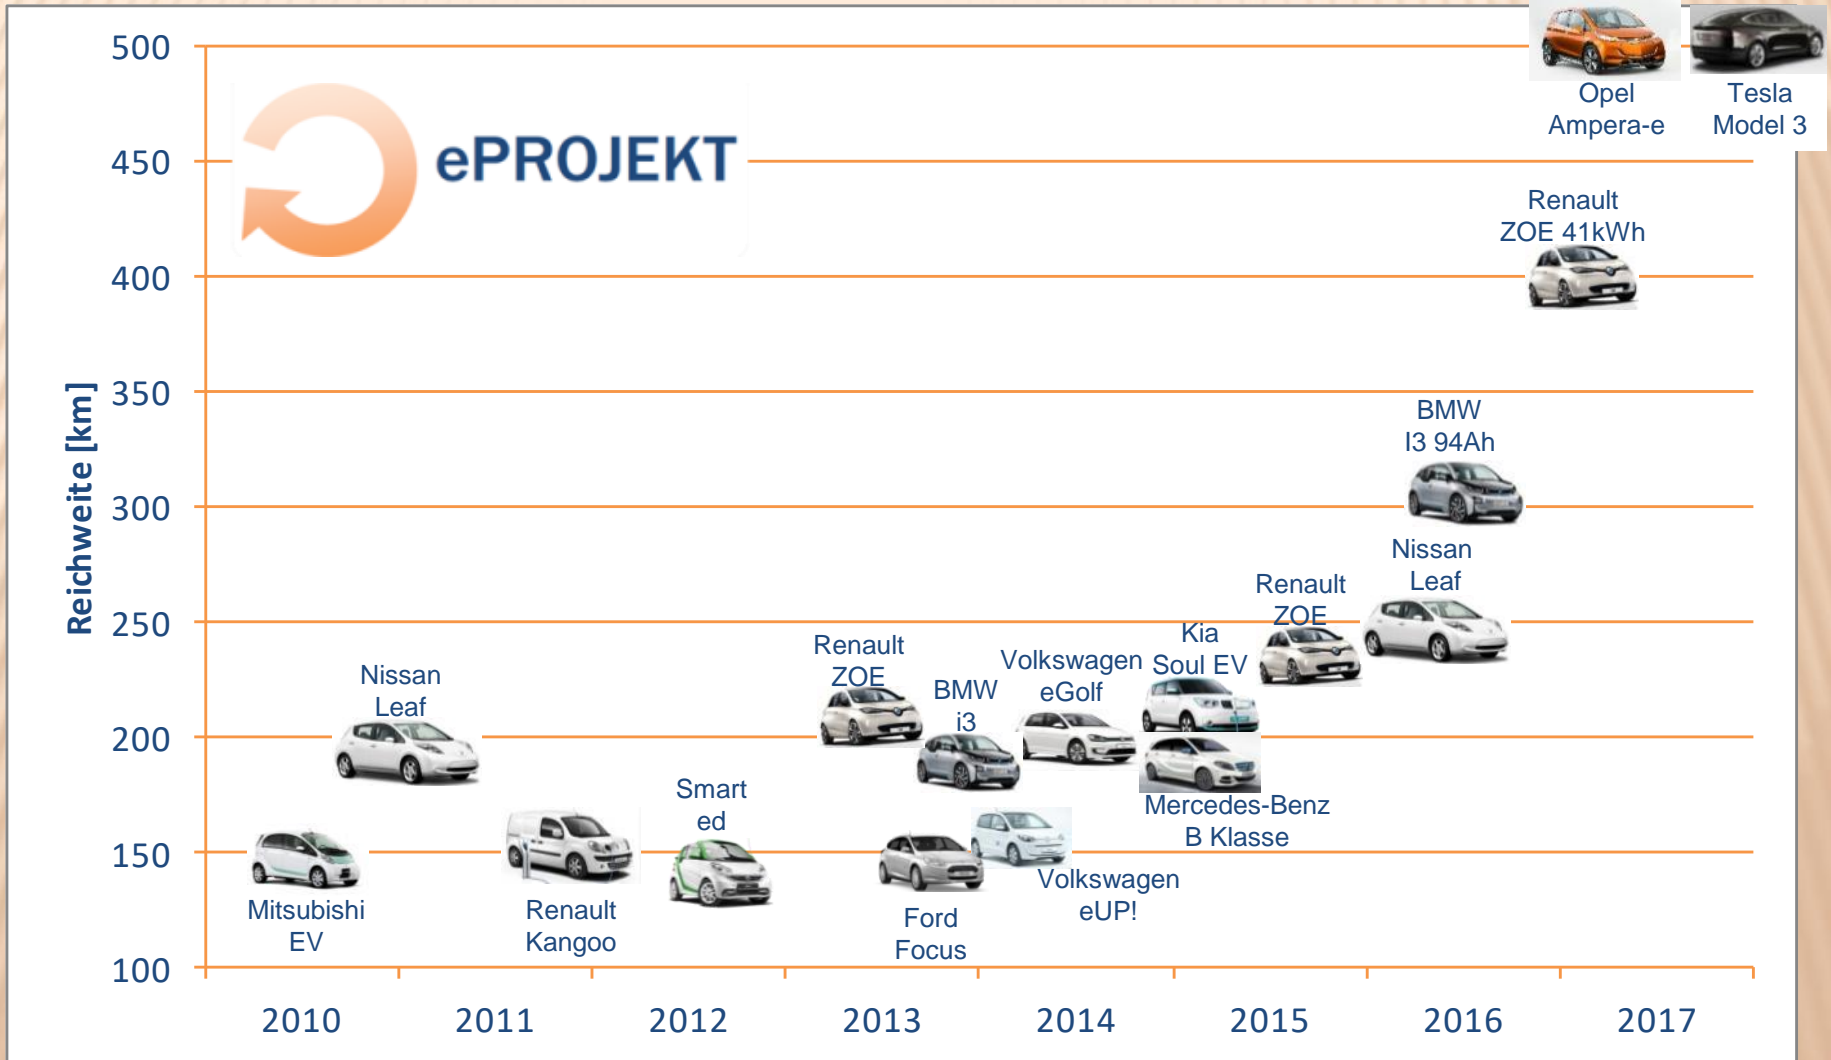 500
Opel
Ampera-e
Tesla
Model 3
ePROJEKT
450
Renault
ZOE 41kWh
400
350
BMW
I3 94Ah
Reichweite [km]
300
Nissan
Leaf
Renault
ZOE
250
Kia
Soul EV
Renault
ZOE
Volkswagen
eGolf
Nissan
Leaf
BMW
i3
200
Smart
ed
Mercedes-Benz
B Klasse
150
Volkswagen
eUP!
Mitsubishi
EV
Renault
Kangoo
Ford
Focus
100
2010
2011
2012
2013
2014
2015
2016
2017